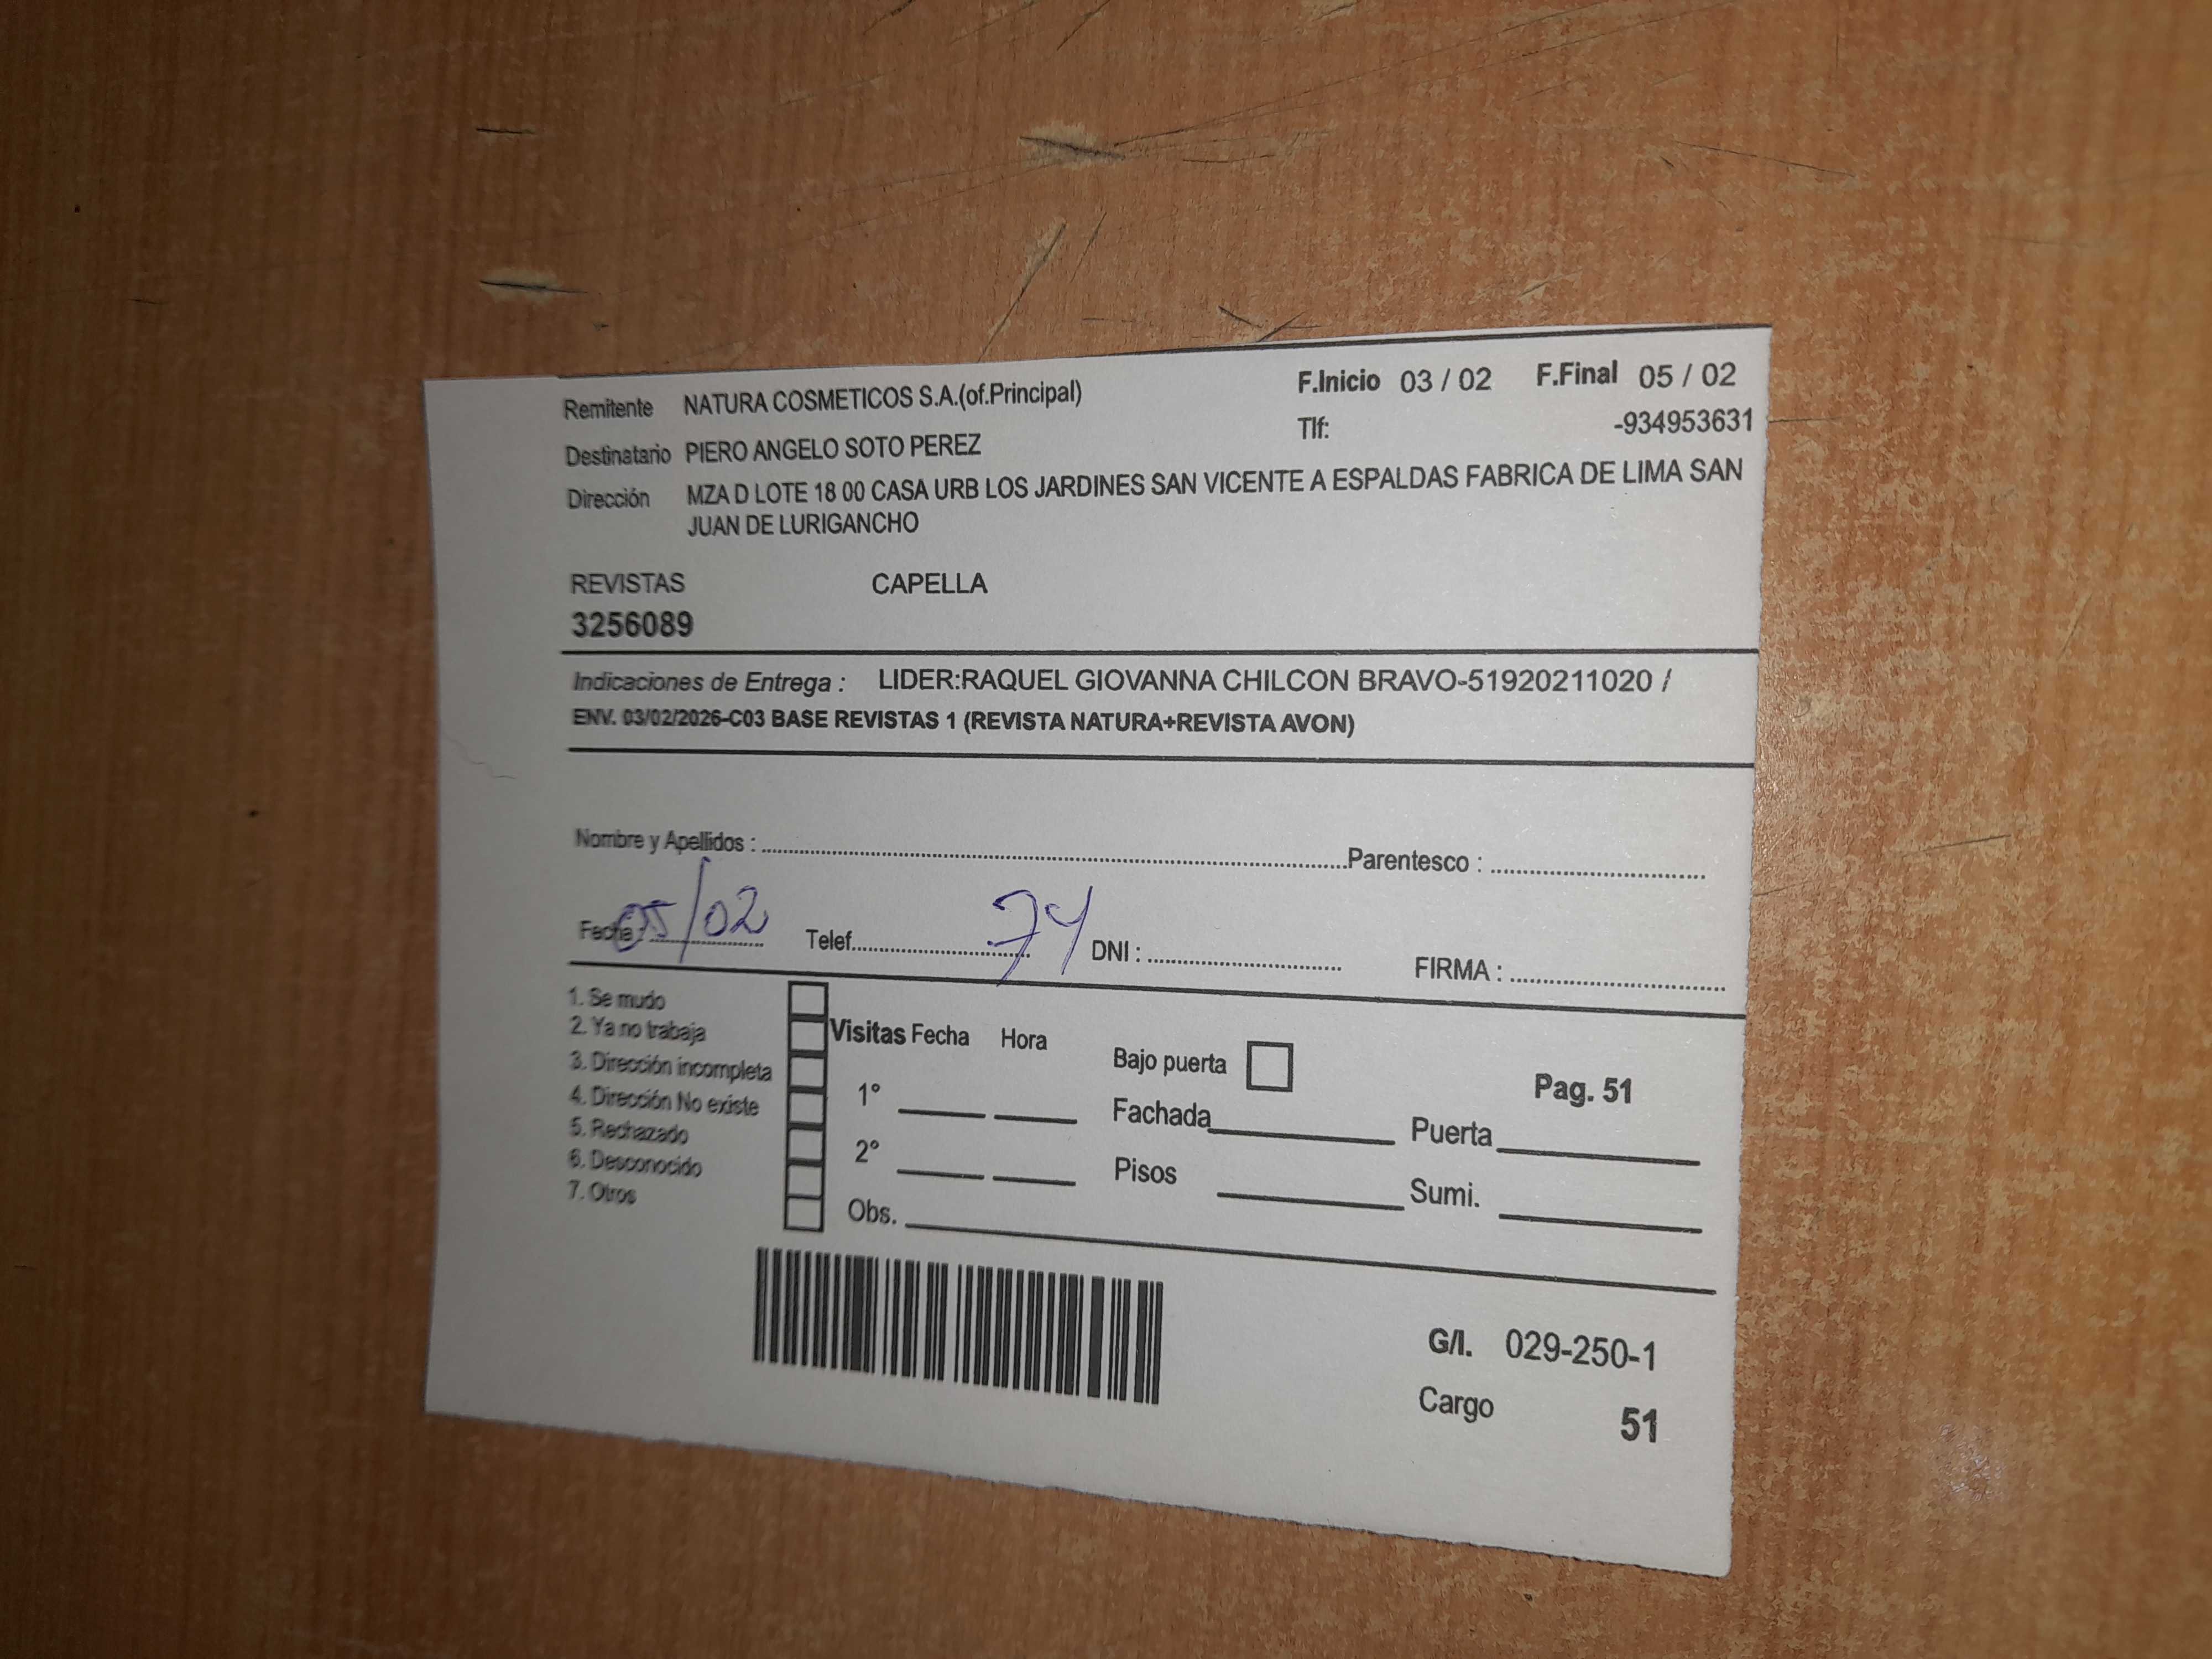 Remitente NATURA COSMETICOS S.A.(of.Principal) F.Inicio 03 / 02 F.Final 05 / 02
Tlf: -934953631
Destinatario PIERO ANGELO SOTO PEREZ
Dirección MZA D LOTE 18 00 CASA URB LOS JARDINES SAN VICENTE A ESPALDAS FABRICA DE LIMA SAN
JUAN DE LURIGANCHO
REVISTAS CAPELLA
3256089
Indicaciones de Entrega : LIDER:RAQUEL GIOVANNA CHILCON BRAVO-51920211020 /
ENV. 03/02/2026-C03 BASE REVISTAS 1 (REVISTA NATURA+REVISTA AVON)
Nombre y Apellidos : Parentesco :
Fecha : 05/02 Telef. 74 DNI : FIRMA :
1. Se mudo
2. Ya no trabaja
3. Dirección incompleta
4. Dirección No existe
5. Rechazado
6. Desconocido
7. Otros
Visitas Fecha Hora
1°
2°
Obs.
Bajo puerta Pag. 51
Fachada Puerta
Pisos Sumi.
G/I. 029-250-1
Cargo 51